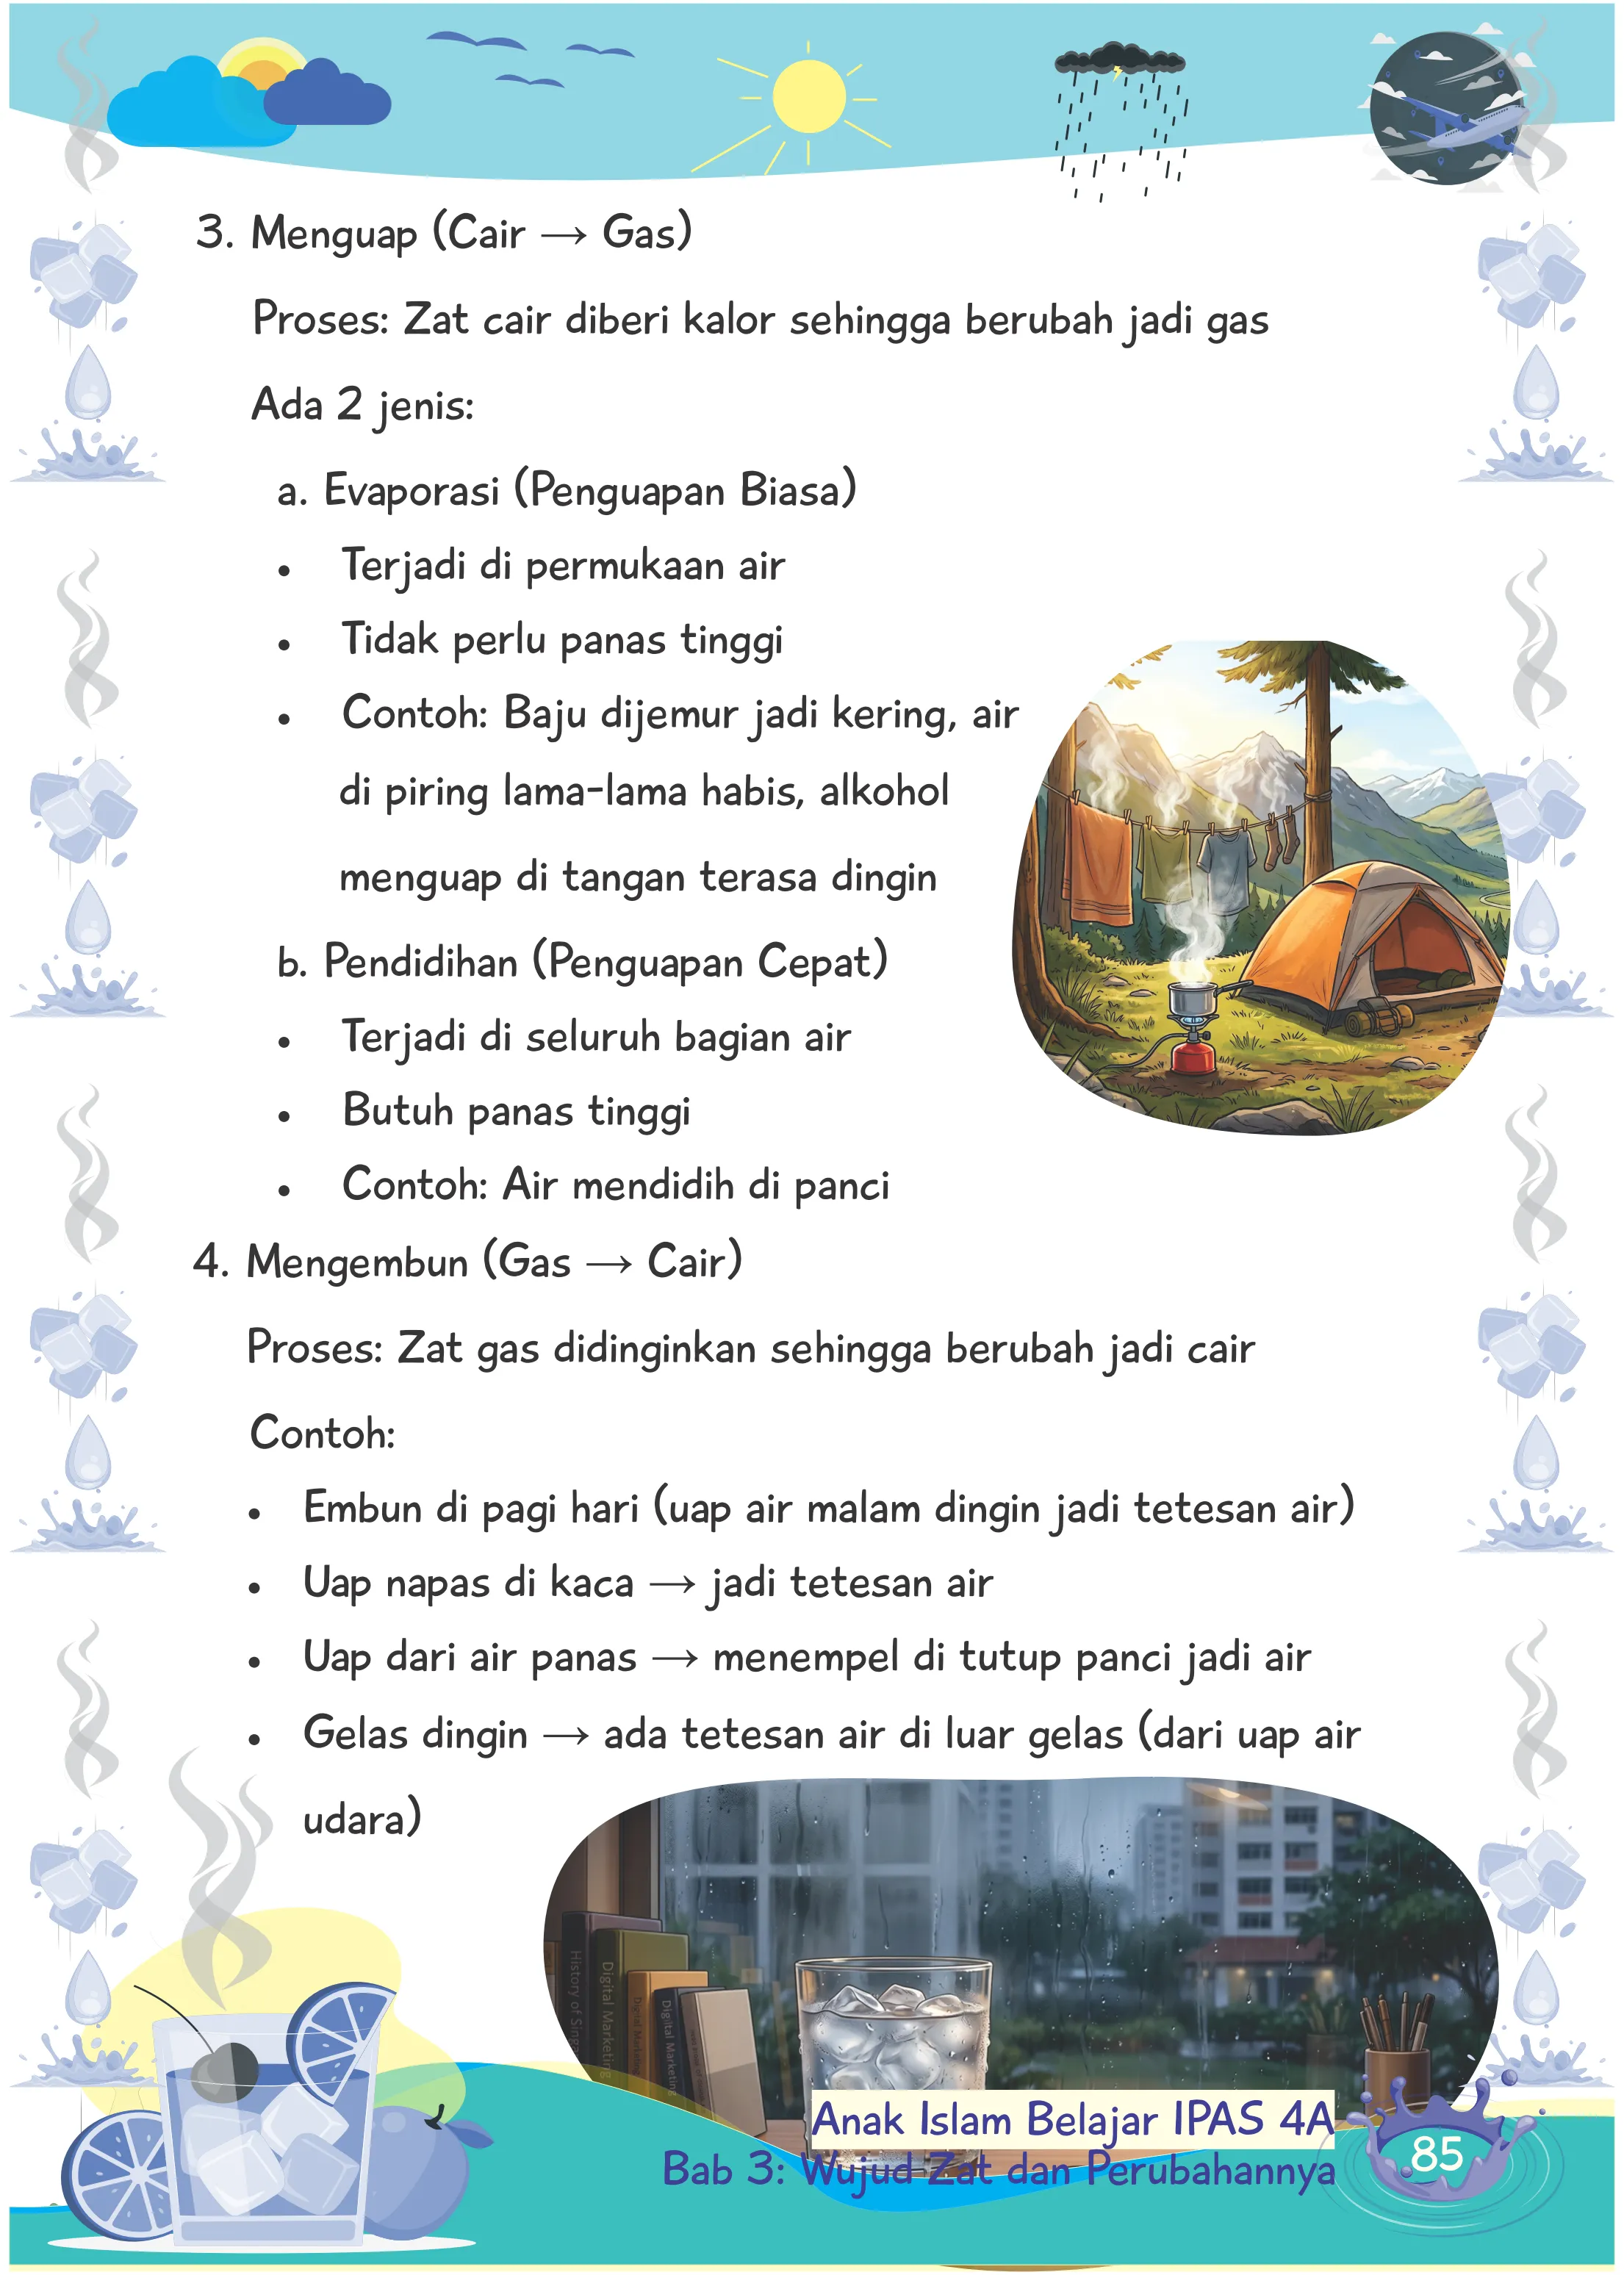 3. Menguap (Cair → Gas)
Proses: Zat cair diberi kalor sehingga berubah jadi gas
Ada 2 jenis:
a. Evaporasi (Penguapan Biasa)
• Terjadi di permukaan air
• Tidak perlu panas tinggi
• Contoh: Baju dijemur jadi kering, air
di piring lama-lama habis, alkohol
menguap di tangan terasa dingin
b. Pendidihan (Penguapan Cepat)
• Terjadi di seluruh bagian air
• Butuh panas tinggi
• Contoh: Air mendidih di panci
4. Mengembun (Gas → Cair)
Proses: Zat gas didinginkan sehingga berubah jadi cair
Contoh:
• Embun di pagi hari (uap air malam dingin jadi tetesan air)
• Uap napas di kaca → jadi tetesan air
• Uap dari air panas → menempel di tutup panci jadi air
• Gelas dingin → ada tetesan air di luar gelas (dari uap air
udara)
History of
Digital Marketing
Digital Marketing
Digital Marketing
Anak Islam Belajar IPAS 4A
Bab 3: Wujud Zat dan Perubahannya
85